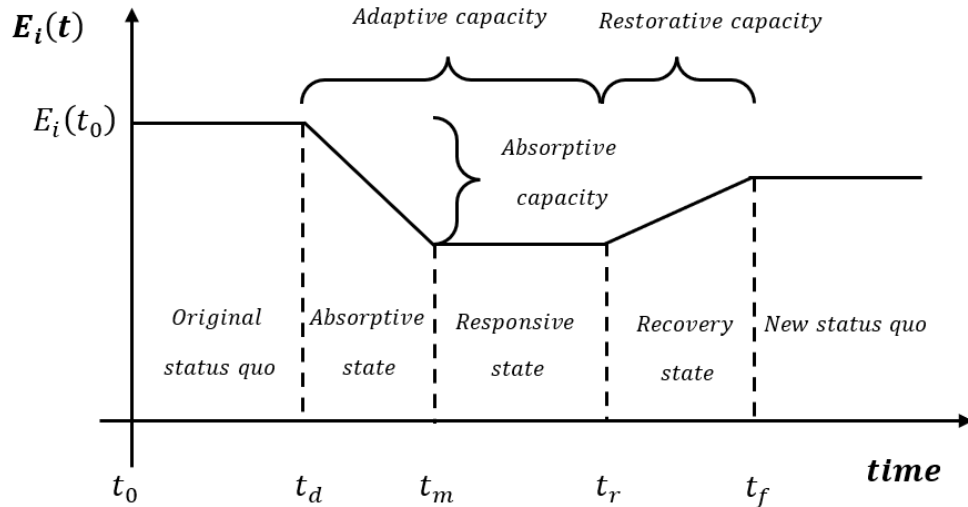 E_i(t)
Adaptive capacity
Restorative capacity
E_i(t_0)
Absorptive
capacity
Original
status quo
Absorptive
state
Responsive
state
Recovery
state
New status quo
t_0
t_d
t_m
t_r
t_f
time